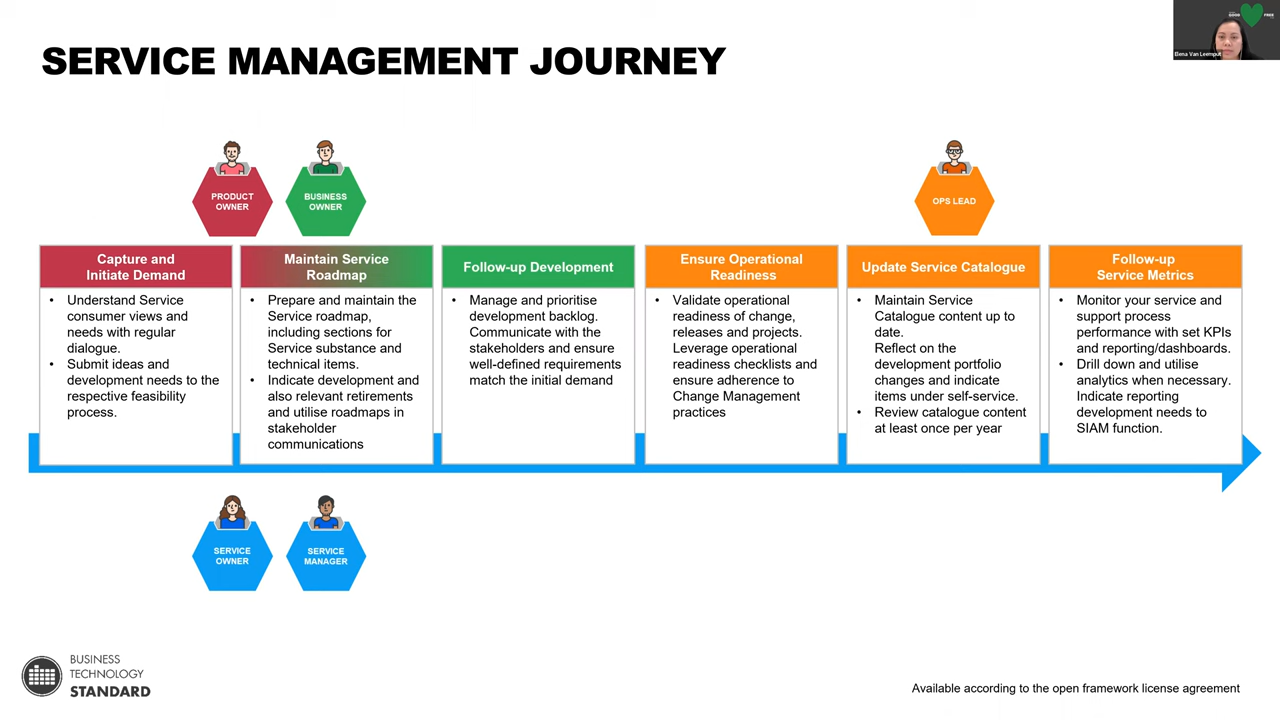 SERVICE MANAGEMENT JOURNEY
GOOD
FREE
Elena Van Leemput
PRODUCT
OWNER
BUSINESS
OWNER
OPS LEAD
Capture and
Initiate Demand
• Understand Service
consumer views and
needs with regular
dialogue.
• Submit ideas and
development needs to the
respective feasibility
process.
Maintain Service
Roadmap
• Prepare and maintain the
Service roadmap,
including sections for
Service substance and
technical items.
• Indicate development and
also relevant retirements
and utilise roadmaps in
stakeholder
communications
Follow-up Development
• Manage and prioritise
development backlog.
Communicate with the
stakeholders and ensure
well-defined requirements
match the initial demand
Ensure Operational
Readiness
• Validate operational
readiness of change,
releases and projects.
Leverage operational
readiness checklists and
ensure adherence to
Change Management
practices
Update Service Catalogue
• Maintain Service
Catalogue content up to
date.
Reflect on the
development portfolio
changes and indicate
items under self-service.
• Review catalogue content
at least once per year
Follow-up
Service Metrics
• Monitor your service and
support process
performance with set KPIs
and reporting/dashboards.
• Drill down and utilise
analytics when necessary.
Indicate reporting
development needs to
SIAM function.
SERVICE
OWNER
SERVICE
MANAGER
BUSINESS
TECHNOLOGY
STANDARD
Available according to the open framework license agreement